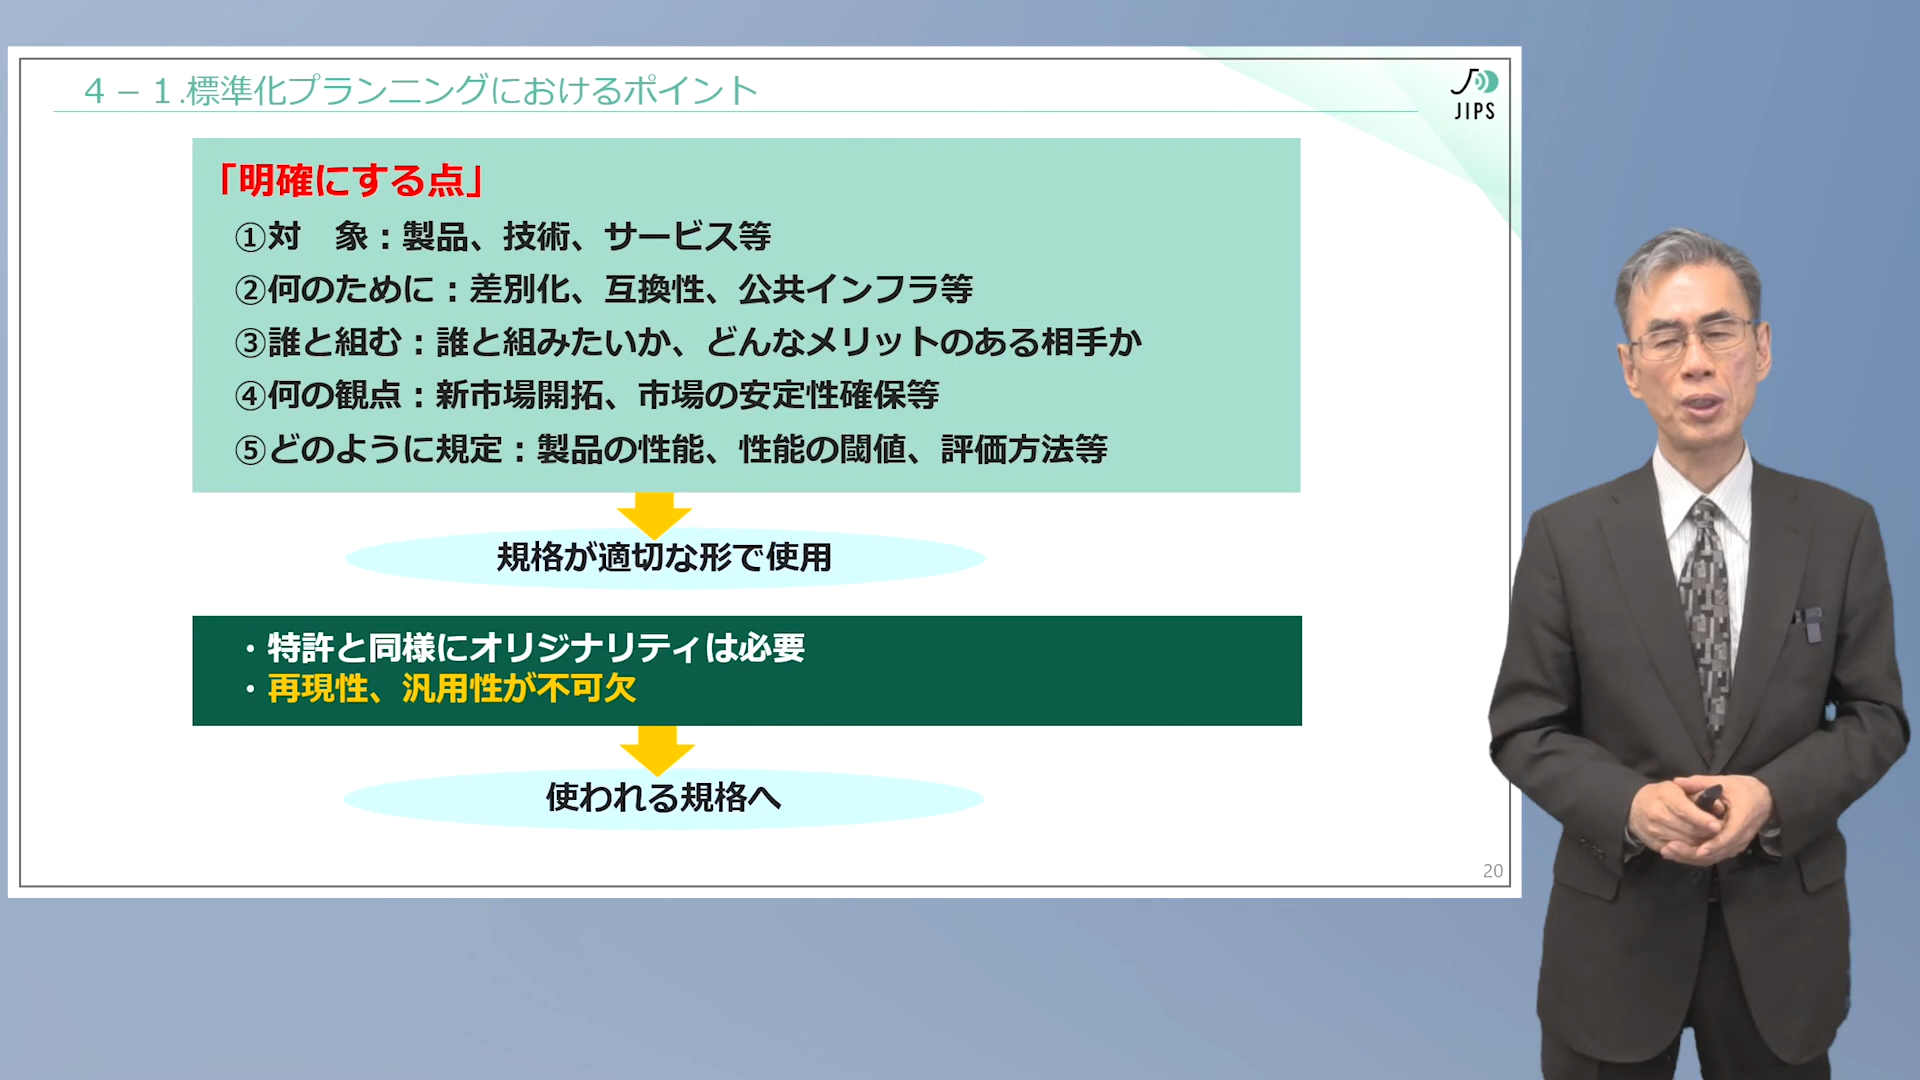 ４－１.標準化プランニングにおけるポイント
JIPS
「明確にする点」
①対　象：製品、技術、サービス等
②何のために：差別化、互換性、公共インフラ等
③誰と組む：誰と組みたいか、どんなメリットのある相手か
④何の観点：新市場開拓、市場の安定性確保等
⑤どのように規定：製品の性能、性能の閾値、評価方法等
規格が適切な形で使用
・特許と同様にオリジナリティは必要
・再現性、汎用性が不可欠
使われる規格へ
20